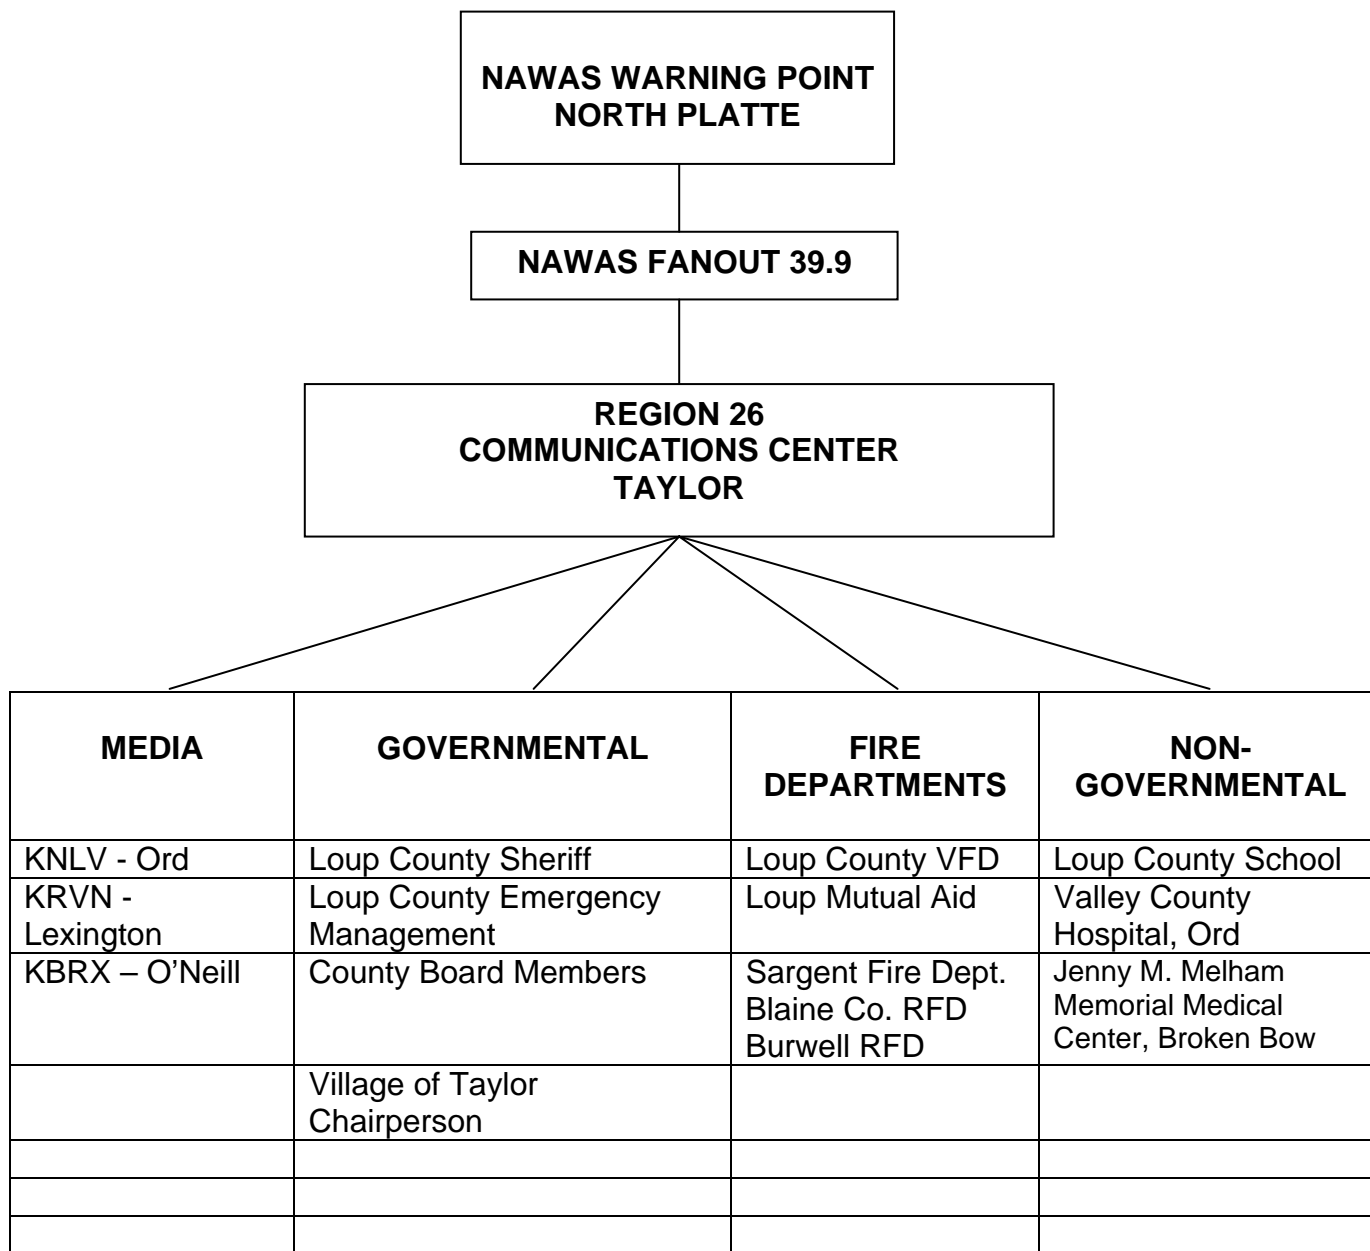 NAWAS WARNING POINT
NORTH PLATTE
NAWAS FANOUT 39.9
REGION 26
COMMUNICATIONS CENTER
TAYLOR
MEDIA
GOVERNMENTAL
FIRE
DEPARTMENTS
NON-
GOVERNMENTAL
KNLV - Ord
Loup County Sheriff
Loup County VFD
Loup County School
KRVN -
Lexington
Loup County Emergency
Management
Loup Mutual Aid
Valley County
Hospital, Ord
KBRX – O’Neill
County Board Members
Sargent Fire Dept.
Blaine Co. RFD
Burwell RFD
Jenny M. Melham
Memorial Medical
Center, Broken Bow
Village of Taylor
Chairperson